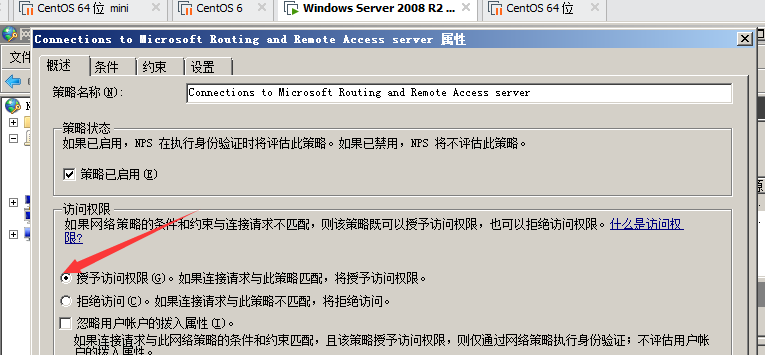 CentOS 64 位 mini
CentOS 6
Windows Server 2008 R2 ...
CentOS 64 位
Connections to Microsoft Routing and Remote Access server 属性
文件
概述
条件
约束
设置
策略名称(N):
Connections to Microsoft Routing and Remote Access server
策略状态
如果已启用，NPS 在执行身份验证时将评估此策略。如果已禁用，NPS 将不评估此策略。
策略已启用(E)
访问权限
如果网络策略的条件和约束与连接请求不匹配，则该策略既可以授予访问权限，也可以拒绝访问权限。什么是访问权
限?
授予访问权限(G)。如果连接请求与此策略匹配，将授予访问权限。
拒绝访问(C)。如果连接请求与此策略不匹配，将拒绝访问。
忽略用户帐户的拨入属性(I)。
如果连接请求与此网络策略的条件和约束匹配，且该策略授予访问权限，则仅通过网络策略执行身份验证；不评估用户帐
户的拨入属性。